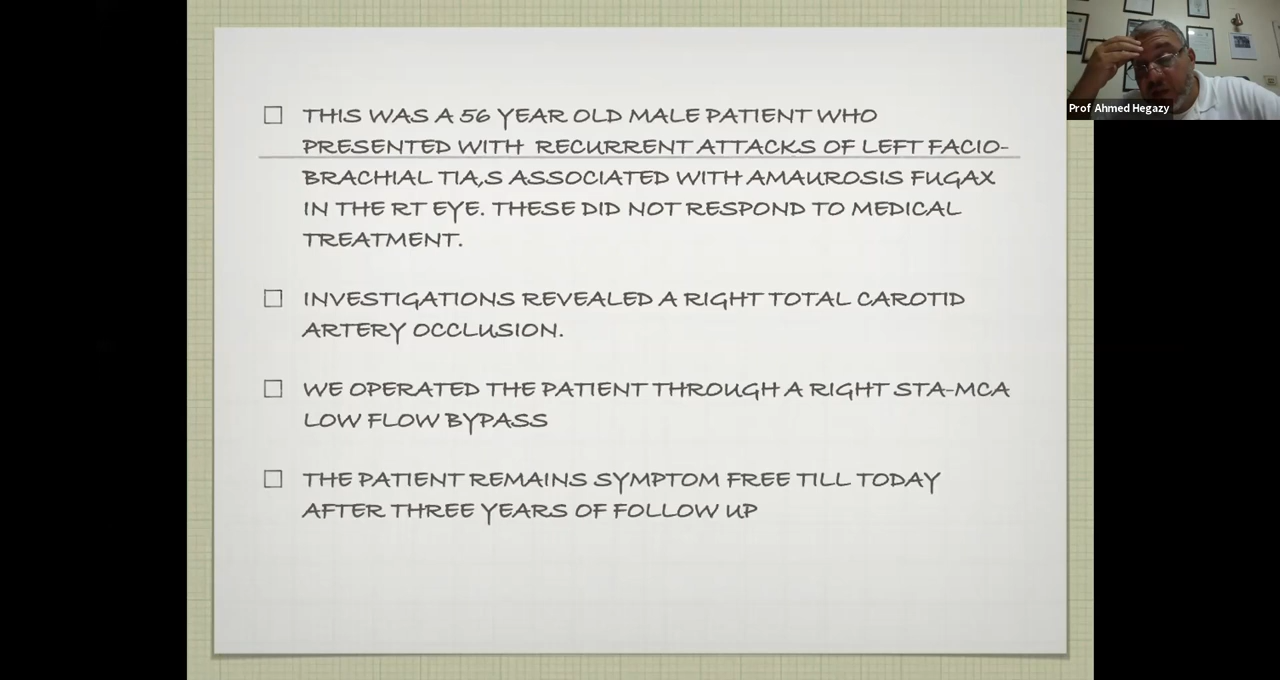 THIS WAS A 56 YEAR OLD MALE PATIENT WHO
PRESENTED WITH RECURRENT ATTACKS OF LEFT FACIO-
BRACHIAL TIA,S ASSOCIATED WITH AMAUROSIS FUGAX
IN THE RT EYE. THESE DID NOT RESPOND TO MEDICAL
TREATMENT.
INVESTIGATIONS REVEALED A RIGHT TOTAL CAROTID
ARTERY OCCLUSION.
WE OPERATED THE PATIENT THROUGH A RIGHT STA-MCA
LOW FLOW BYPASS
THE PATIENT REMAINS SYMPTOM FREE TILL TODAY
AFTER THREE YEARS OF FOLLOW UP
Prof Ahmed Hegazy